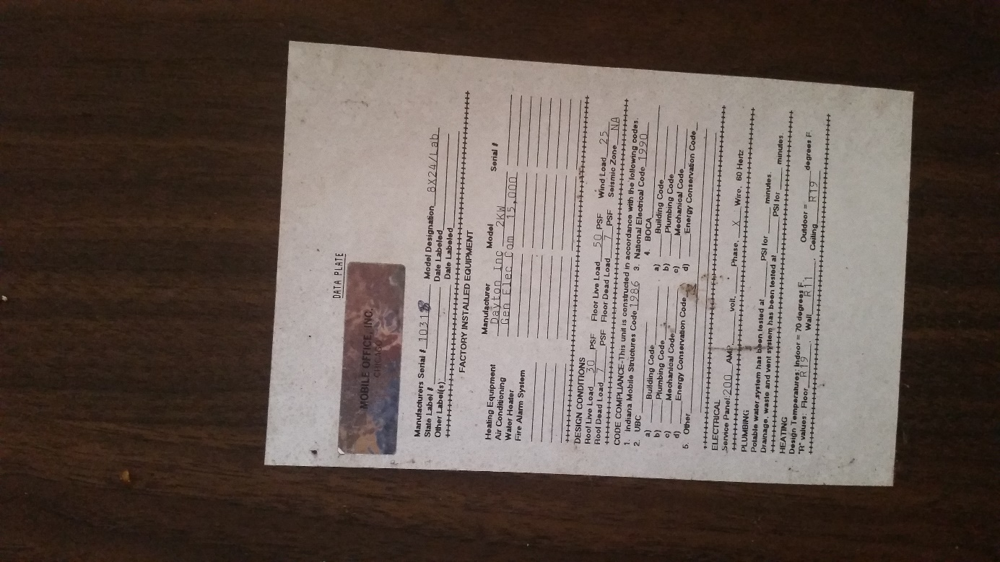 DATA PLATE
MOBILE OFFICE, INC.
CHICAGO
Manufacturers Serial # 10318 Model Designation 8X24/Lab
State Label # Date Labeled
Other Label(s) Date Labeled
FACTORY INSTALLED EQUIPMENT
Manufacturer Model Serial #
Heating Equipment Dayton Inc 2KW
Air Conditioning Gen Elec Com 15,000
Water Heater
Fire Alarm System
DESIGN CONDITIONS
Roof Live Load 30 PSF Floor Live Load 50 PSF Wind Load 25
Roof Dead Load 7 PSF Floor Dead Load 7 PSF Seismic Zone NA
CODE COMPLIANCE-This unit is constructed in accordance with the following codes.
1. Indiana Mobile Structures Code 1986 3. National Electrical Code 1990
2. UBC 4. BOCA
a) Building Code a) Building Code
b) Plumbing Code b) Plumbing Code
c) Mechanical Code c) Mechanical Code
d) Energy Conservation Code d) Energy Conservation Code
5. Other
ELECTRICAL
Service Panel 200 AMP, volt, Phase, X Wire, 60 Hertz
PLUMBING
Potable water system has been tested at PSI for minutes.
Drainage, waste and vent system has been tested at PSI for minutes.
HEATING
Design Temperatures: Indoor = 70 degrees F. Outdoor = degrees F.
"R" values: Floor R19, Wall R11, Ceiling R19